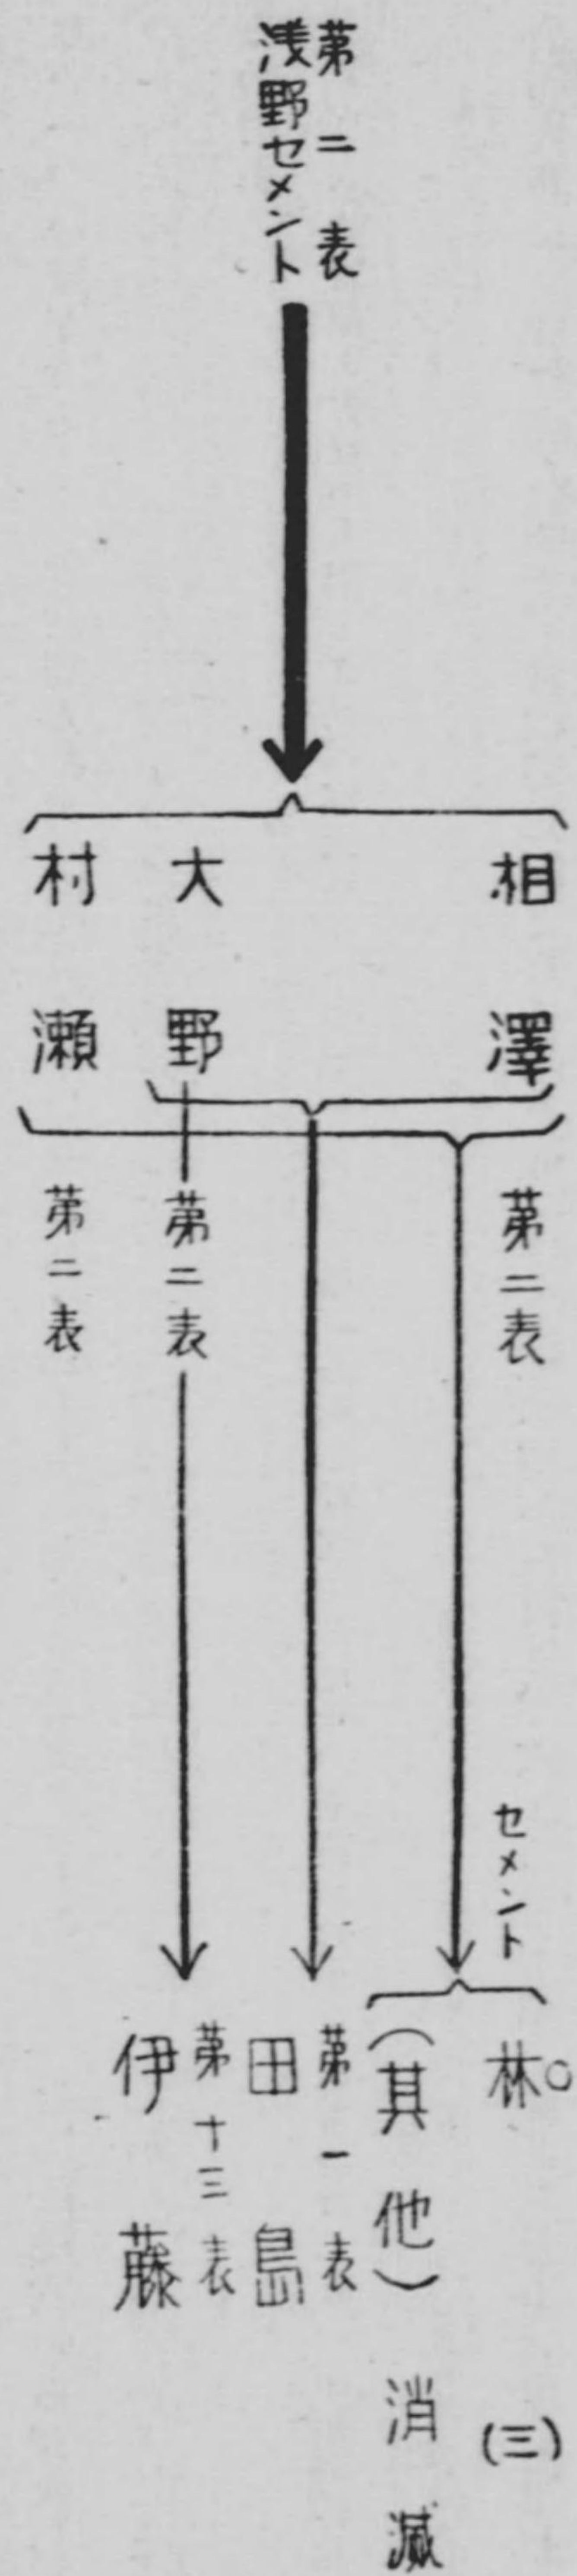 第二表
浅野セメント
相澤
大野
村瀬
第二表
第二表
第二表
セメント
林○
(三)
(其他)消滅
第一表
田島
第十三表
伊藤